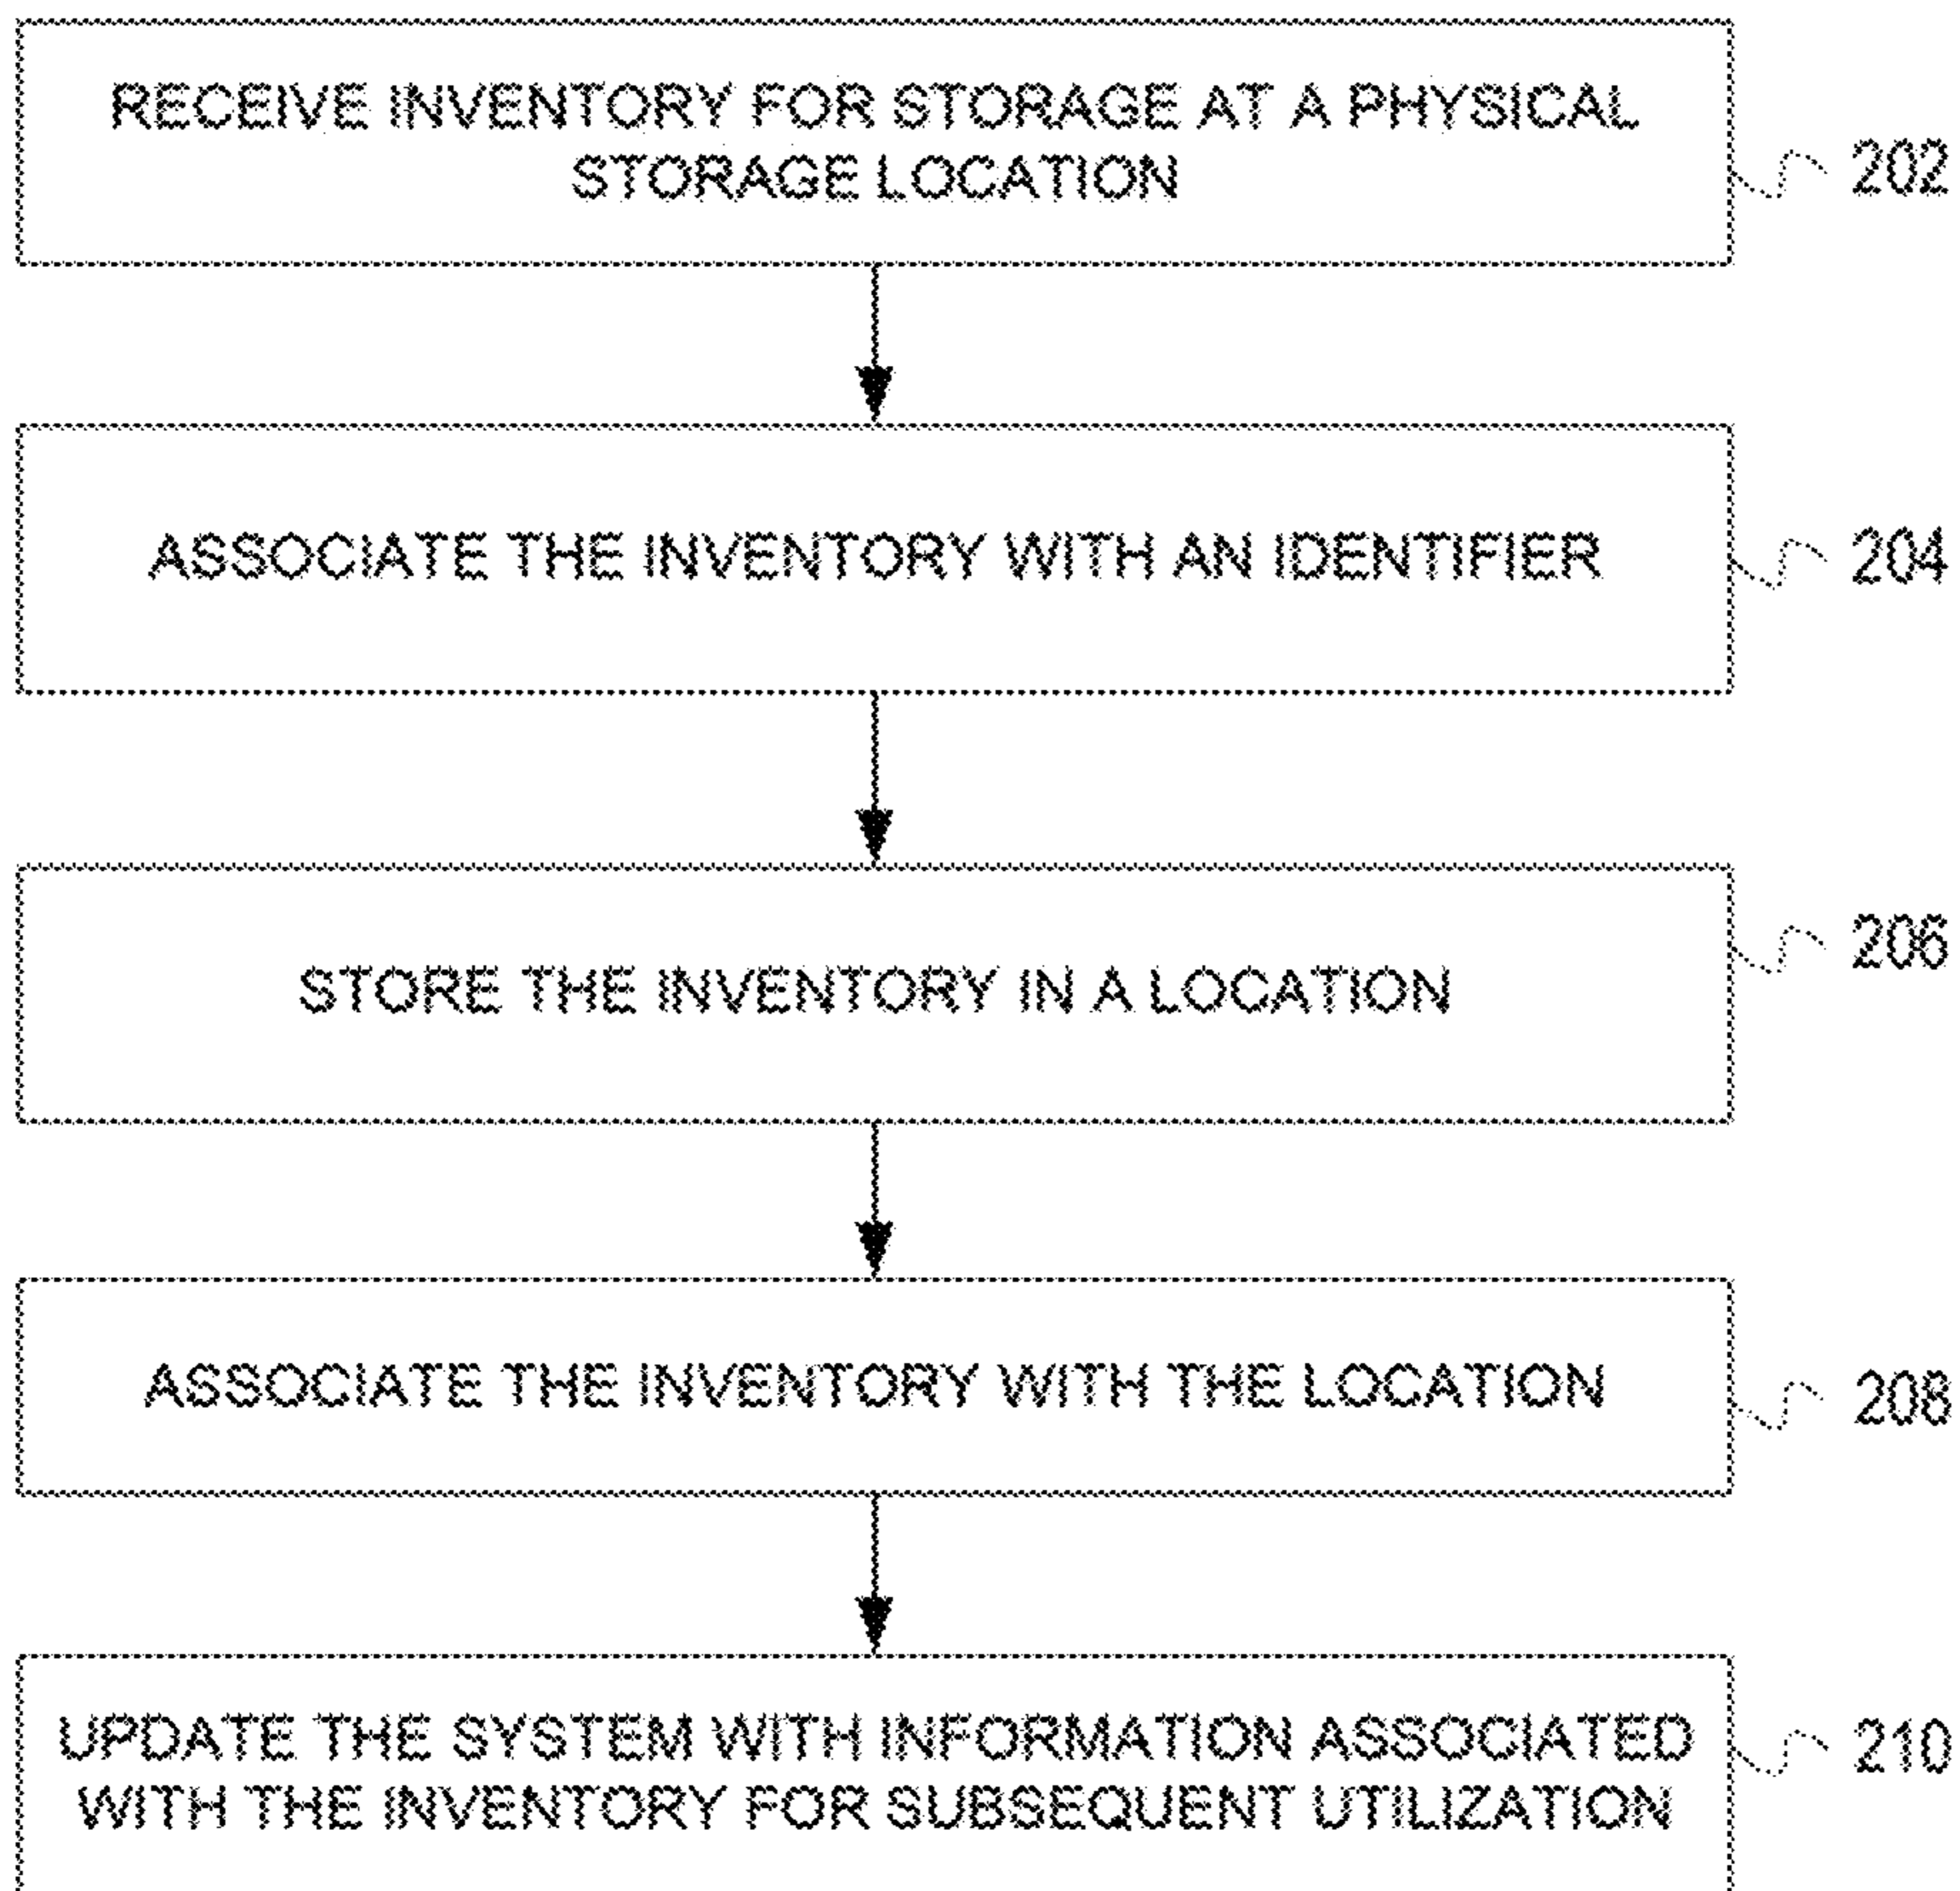 RECEIVE INVENTORY FOR STORAGE AT A PHYSICAL
STORAGE LOCATION
202
ASSOCIATE THE INVENTORY WITH AN IDENTIFIER
204
STORE THE INVENTORY IN A LOCATION
206
ASSOCIATE THE INVENTORY WITH THE LOCATION
208
UPDATE THE SYSTEM WITH INFORMATION ASSOCIATED
WITH THE INVENTORY FOR SUBSEQUENT UTILIZATION
210